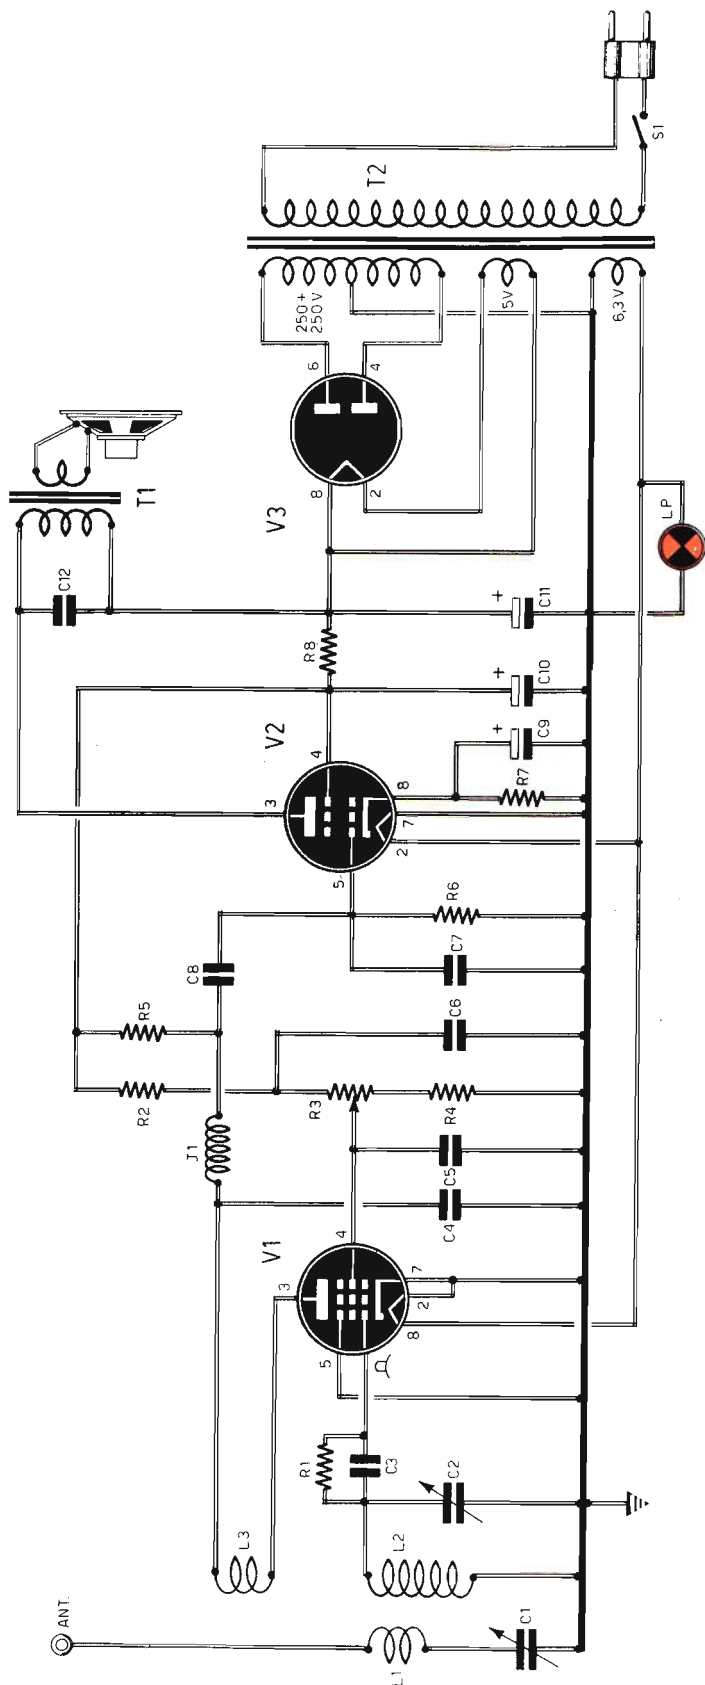 ANT.
L1
C1
L3
L2
C2
R1
C3
V1
3
5
4
8
2
7
J1
C4
C5
R2
R3
R4
R5
C6
C8
C7
R6
V2
3
5
4
2
7
8
R7
+
C9
+
C10
R8
C12
+
C11
T1
V3
8
2
6
4
LP
250+
250V
5V
6,3V
T2
S1